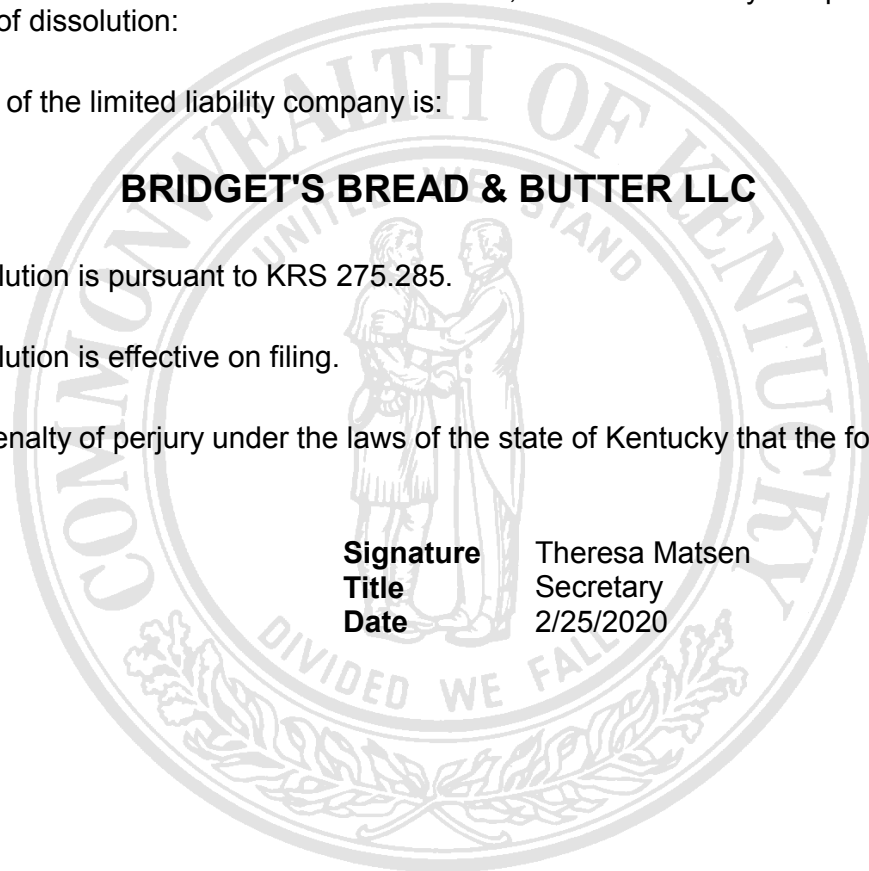 of dissolution:
of the limited liability company is:
BRIDGET'S BREAD & BUTTER LLC
lution is pursuant to KRS 275.285.
lution is effective on filing.
enalty of perjury under the laws of the state of Kentucky that the fo
Signature Theresa Matsen
Title Secretary
Date 2/25/2020
COMMONWEALTH OF KENTUCKY
UNITED WE STAND
DIVIDED WE FALL